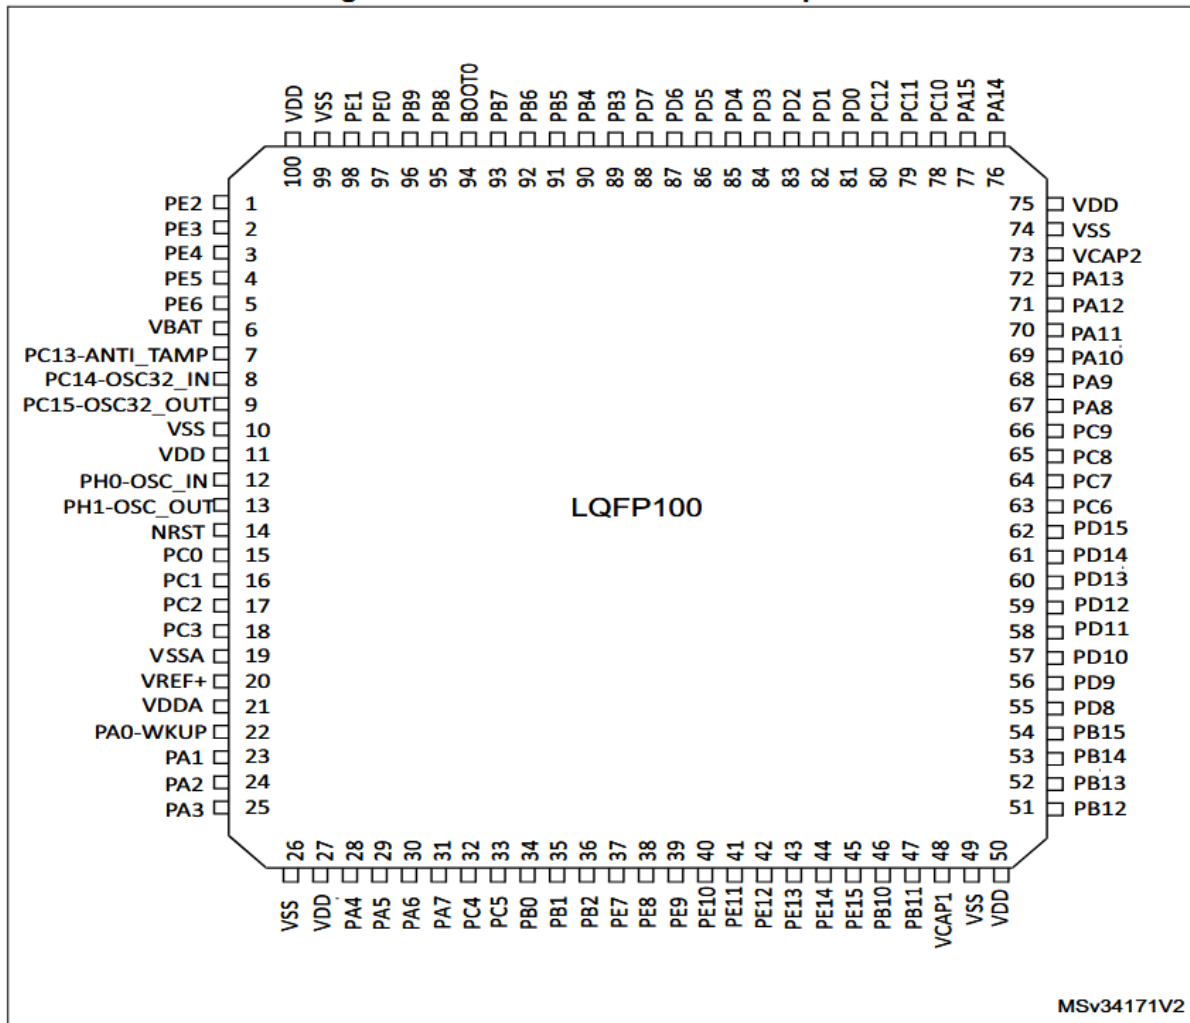 VDD VSS PE1 PE0 PB9 PB8 BOOT0 PB7 PB6 PB5 PB4 PB3 PD7 PD6 PD5 PD4 PD3 PD2 PD1 PD0 PC12 PC11 PC10 PA15 PA14
100 99 98 97 96 95 94 93 92 91 90 89 88 87 86 85 84 83 82 81 80 79 78 77 76
PE2 1 75 VDD
PE3 2 74 VSS
PE4 3 73 VCAP2
PE5 4 72 PA13
PE6 5 71 PA12
VBAT 6 70 PA11
PC13-ANTI_TAMP 7 69 PA10
PC14-OSC32_IN 8 68 PA9
PC15-OSC32_OUT 9 67 PA8
VSS 10 66 PC9
VDD 11 65 PC8
PH0-OSC_IN 12 64 PC7
PH1-OSC_OUT 13 LQFP100 63 PC6
NRST 14 62 PD15
PC0 15 61 PD14
PC1 16 60 PD13
PC2 17 59 PD12
PC3 18 58 PD11
VSSA 19 57 PD10
VREF+ 20 56 PD9
VDDA 21 55 PD8
PA0-WKUP 22 54 PB15
PA1 23 53 PB14
PA2 24 52 PB13
PA3 25 51 PB12
26 27 28 29 30 31 32 33 34 35 36 37 38 39 40 41 42 43 44 45 46 47 48 49 50
VSS VDD PA4 PA5 PA6 PA7 PC4 PC5 PB0 PB1 PB2 PE7 PE8 PE9 PE10 PE11 PE12 PE13 PE14 PE15 PB10 PB11 VCAP1 VSS VDD
MSv34171V2